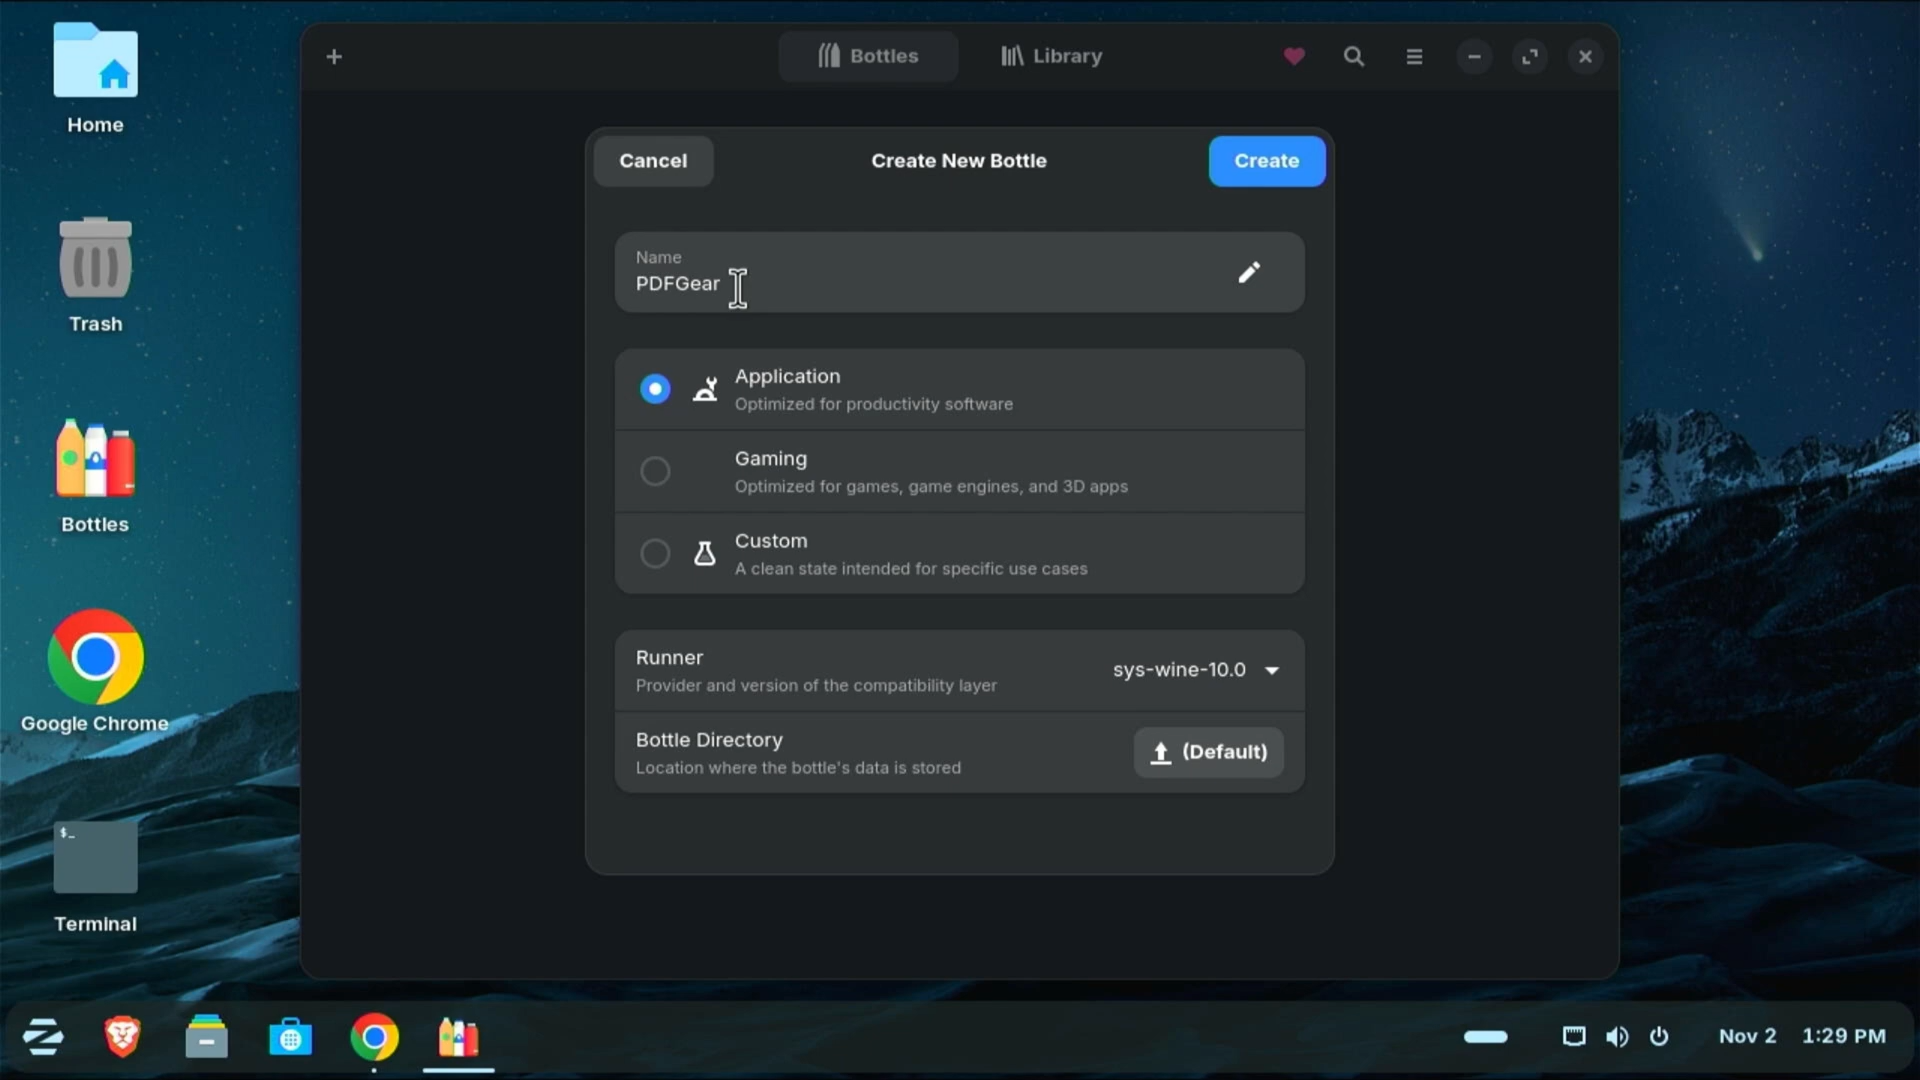 Home
Trash
Bottles
Google Chrome
$_
Terminal
Bottles
Library
Cancel
Create New Bottle
Create
Name
PDFGear
Application
Optimized for productivity software
Gaming
Optimized for games, game engines, and 3D apps
Custom
A clean state intended for specific use cases
Runner
Provider and version of the compatibility layer
sys-wine-10.0
Bottle Directory
Location where the bottle's data is stored
(Default)
Nov 2 1:29 PM